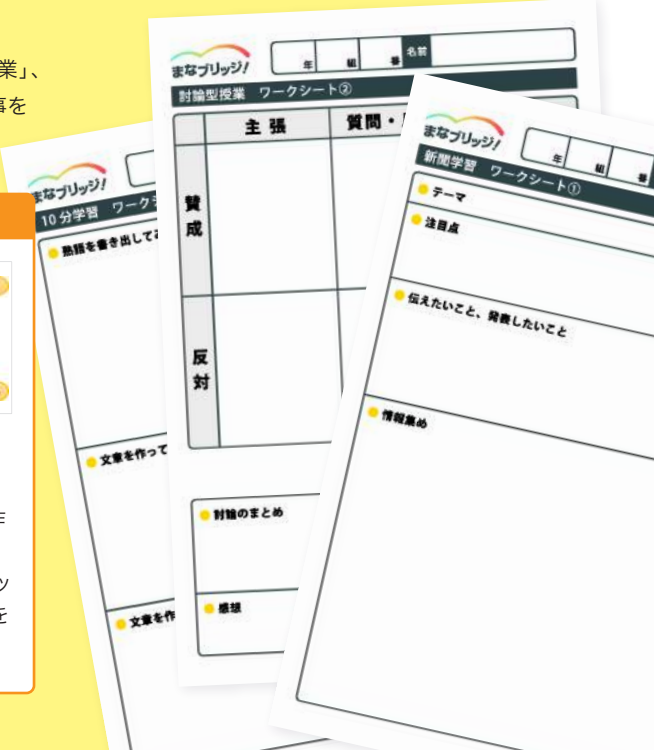 業」、
事を
作
ッ
を
まなブリッジ!
10分学習 ワーク
熟語を書き出して
文章を作って
文章を作
まなブリッジ!
年 組 番 名前
討論型授業 ワークシート②
主張
質問・
賛成
反対
討論のまとめ
感想
まなブリッジ!
年 組 番
新聞学習 ワークシート①
テーマ
注目点
伝えたいこと、発表したいこと
情報集め